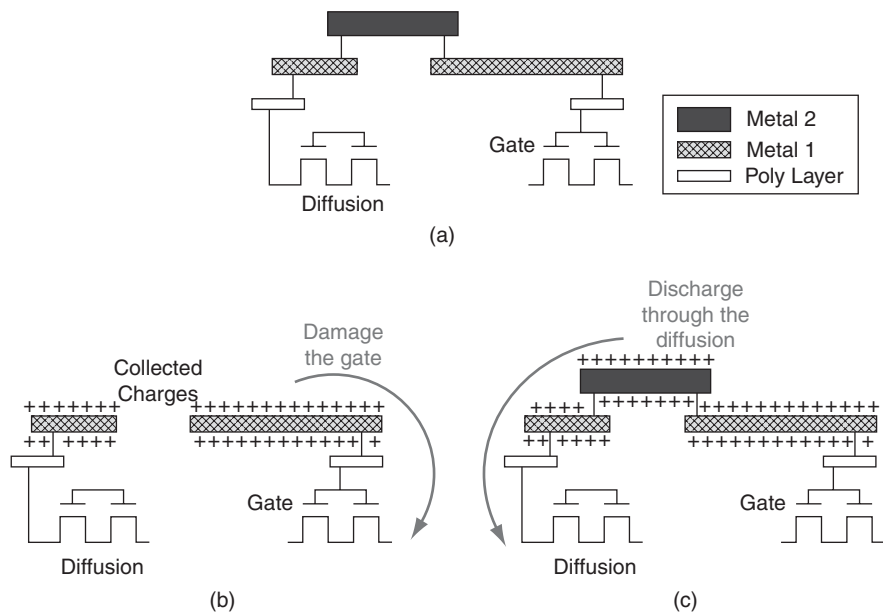 Metal 2
Metal 1
Poly Layer
Gate
Diffusion
(a)
Damage
the gate
Collected
Charges
+++++++
++++++++++++++++
++ ++++
+++++++++++++ +
Gate
Diffusion
(b)
Discharge
through the
diffusion
++++++++++
++++
+++++++
+++++++++++++++
++ ++++
+++++++++++++ +
Gate
Diffusion
(c)